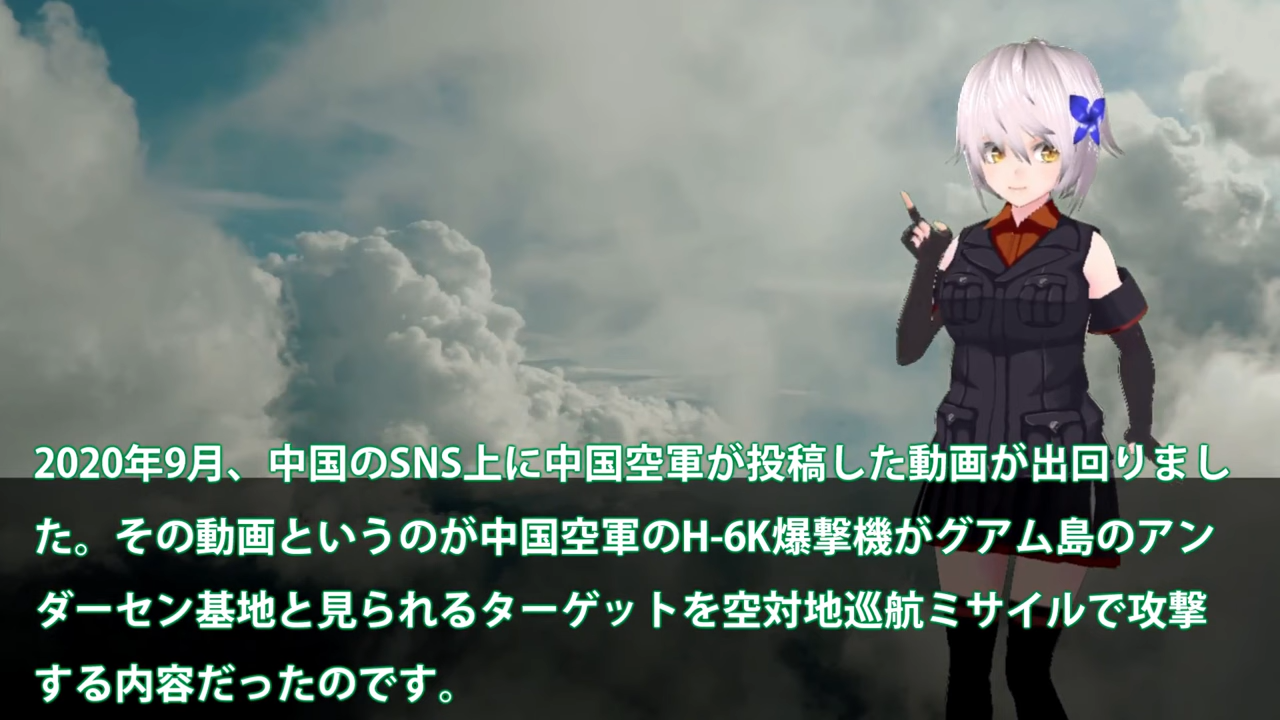 2020年9月、中国のSNS上に中国空軍が投稿した動画が出回りまし
た。その動画というのが中国空軍のH-6K爆撃機がグアム島のアン
ダーセン基地と見られるターゲットを空対地巡航ミサイルで攻撃
する内容だったのです。